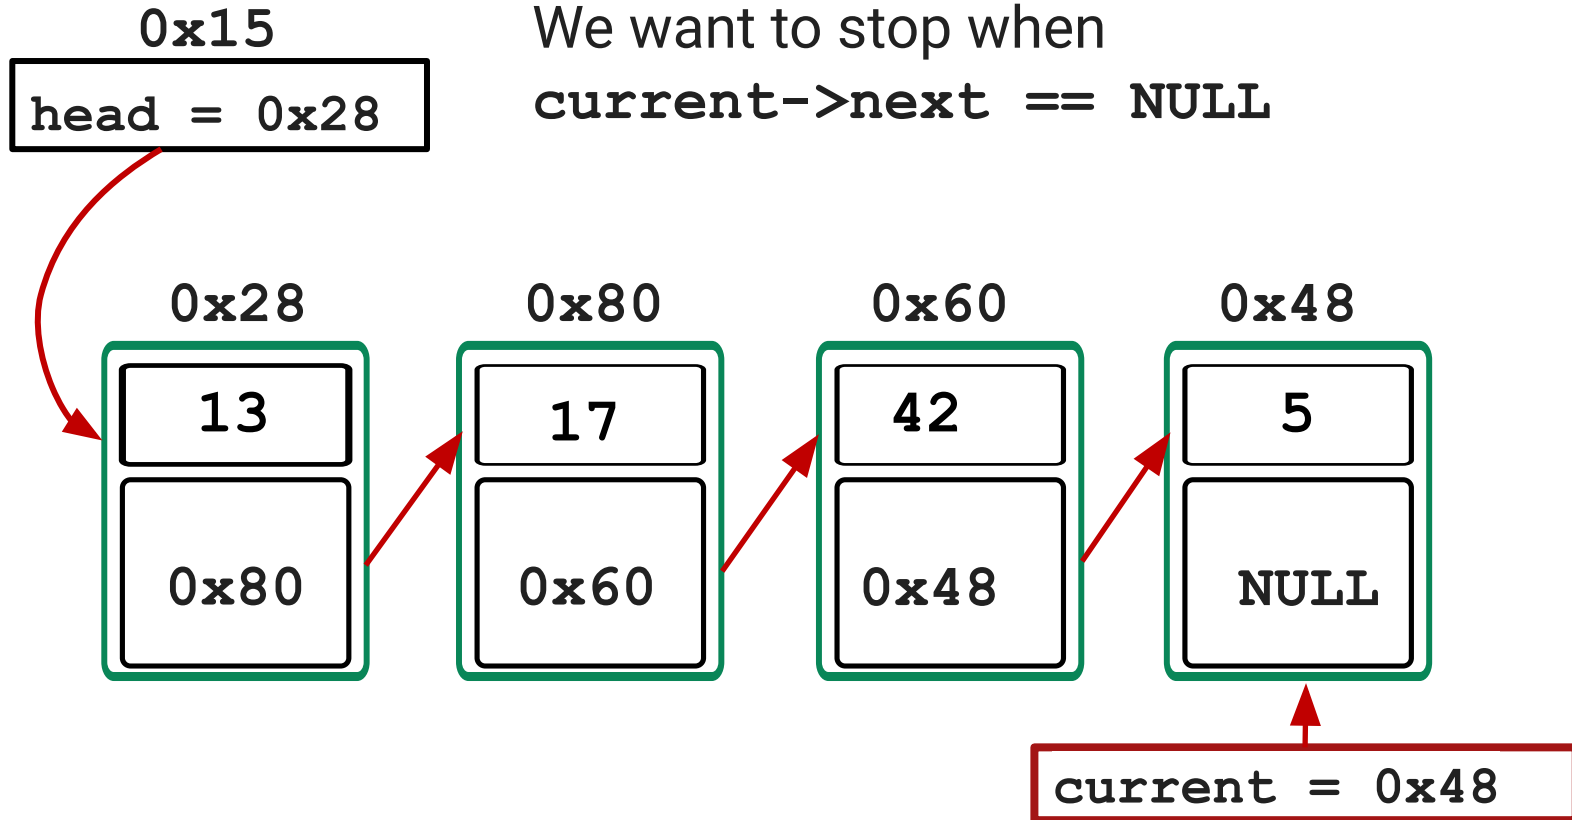 0x15
We want to stop when
head = 0x28
current->next == NULL
0x28
0x80
0x60
0x48
13
17
42
5
0x80
0x60
0x48
NULL
current = 0x48